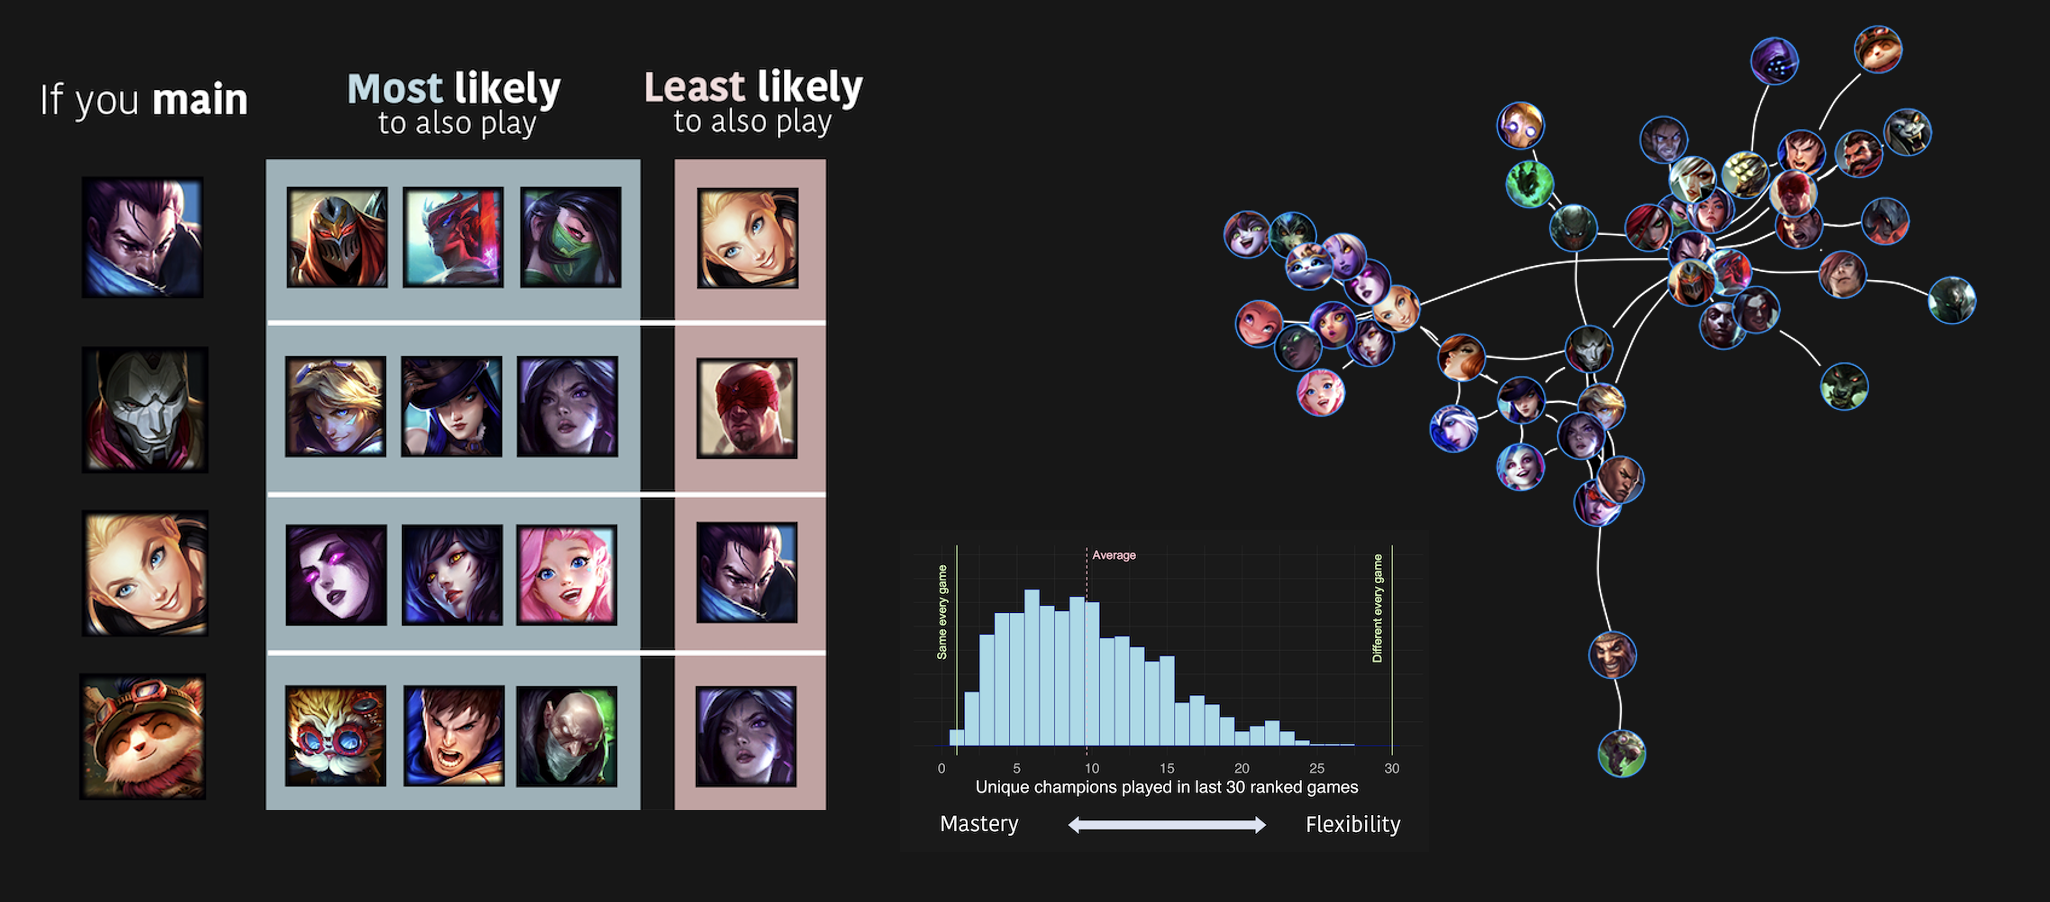 If you main
Most likely
to also play
Least likely
to also play
Average
Same every game
Different every game
0 5 10 15 20 25 30
Unique champions played in last 30 ranked games
Mastery
Flexibility